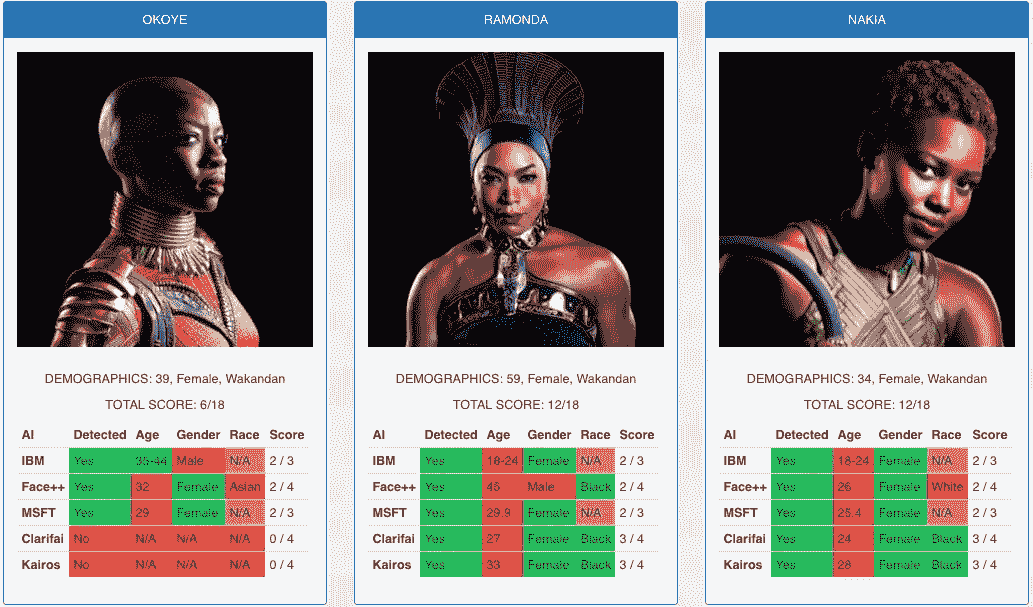 OKOYE
DEMOGRAPHICS: 39, Female, Wakandan
TOTAL SCORE: 6/18
AI Detected Age Gender Race Score
IBM Yes 35-44 Male N/A 2 / 3
Face++ Yes 32 Female Asian 2 / 4
MSFT Yes 29 Female N/A 2 / 3
Clarifai No N/A N/A N/A 0 / 4
Kairos No N/A N/A N/A 0 / 4
RAMONDA
DEMOGRAPHICS: 59, Female, Wakandan
TOTAL SCORE: 12/18
AI Detected Age Gender Race Score
IBM Yes 18-24 Female N/A 2 / 3
Face++ Yes 45 Male Black 2 / 4
MSFT Yes 29.9 Female N/A 2 / 3
Clarifai Yes 27 Female Black 3 / 4
Kairos Yes 33 Female Black 3 / 4
NAKIA
DEMOGRAPHICS: 34, Female, Wakandan
TOTAL SCORE: 12/18
AI Detected Age Gender Race Score
IBM Yes 18-24 Female N/A 2 / 3
Face++ Yes 26 Female White 2 / 4
MSFT Yes 25.4 Female N/A 2 / 3
Clarifai Yes 24 Female Black 3 / 4
Kairos Yes 28 Female Black 3 / 4